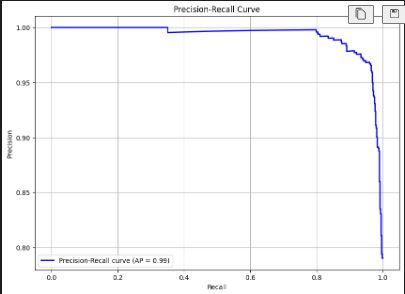 Precision-Recall Curve
1.00
0.95
0.90
0.85
0.80
Precision
Precision-Recall curve (AP = 0.99)
0.0 0.2 0.4 0.6 0.8 1.0
Recall